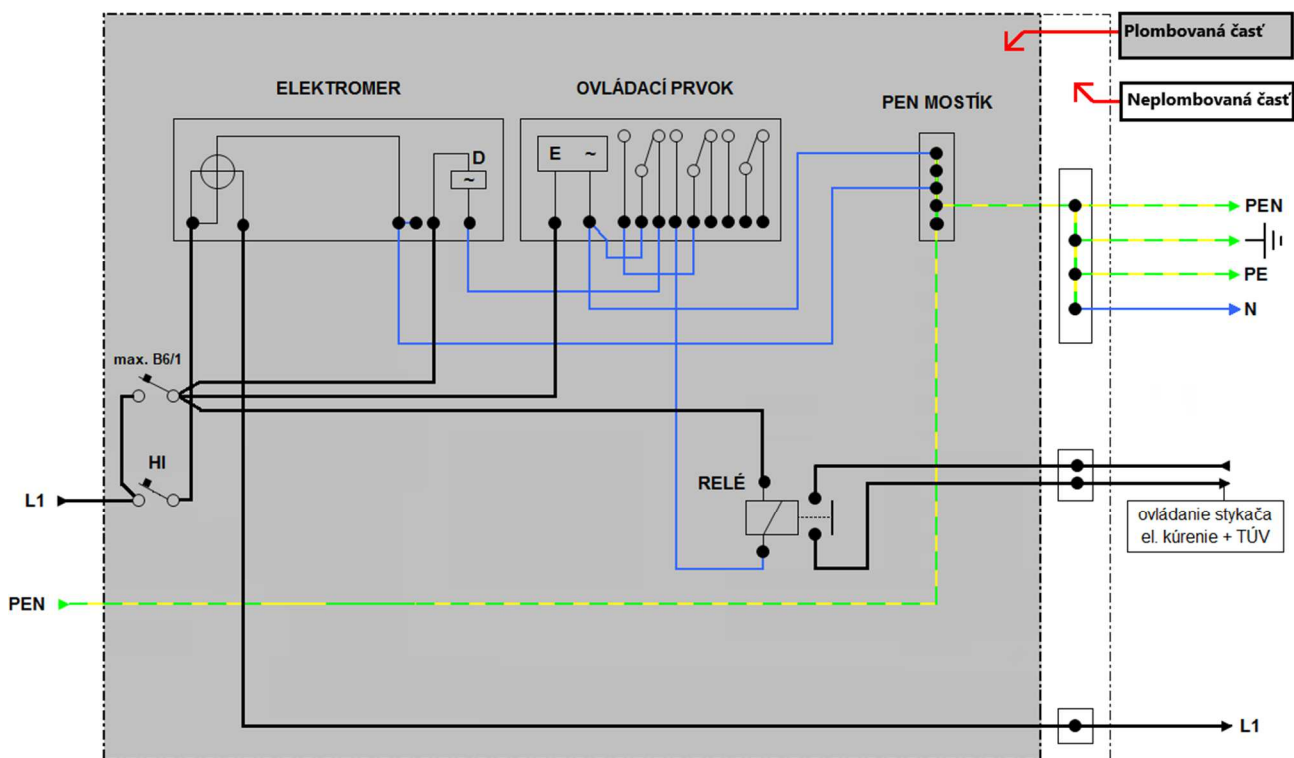 Plombovaná časť
Neplombovaná časť
ELEKTROMER
OVLÁDACÍ PRVOK
PEN MOSTÍK
D
~
E ~
PEN
PE
N
max. B6/1
HI
L1
RELÉ
ovládanie stykača
el. kúrenie + TÚV
PEN
L1